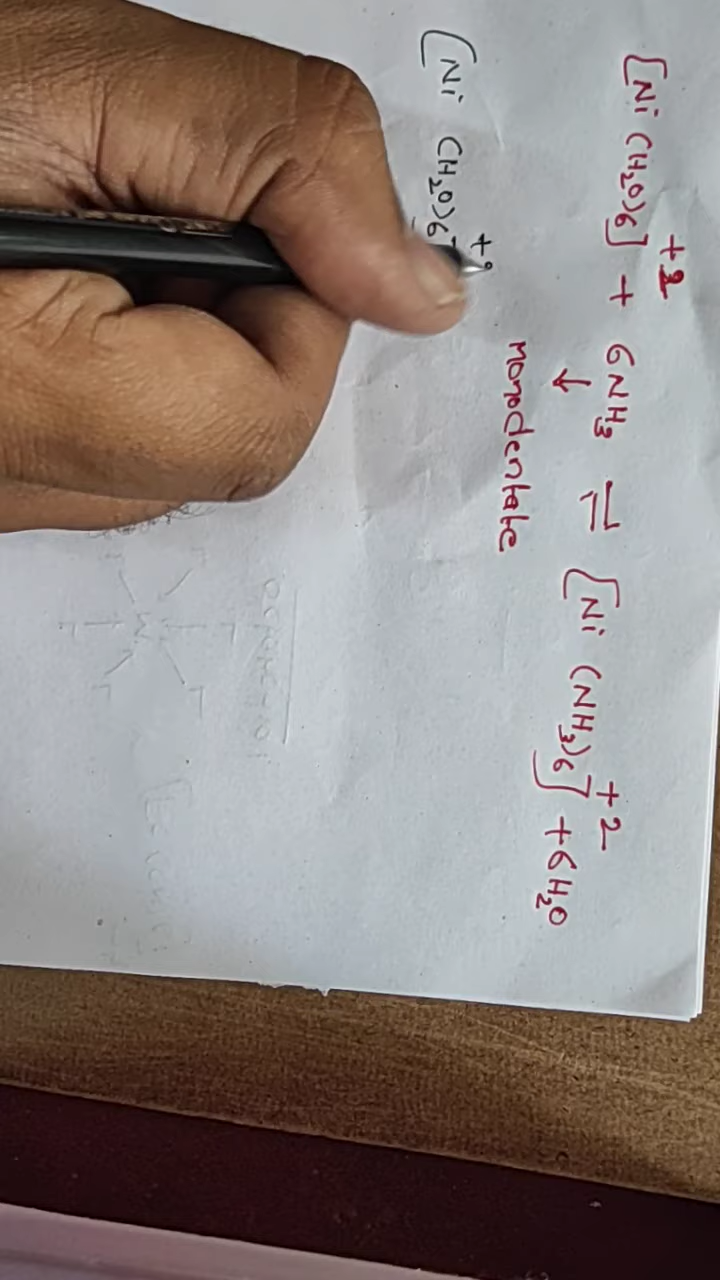 [Ni (H₂O)₆]⁺² + 6NH₃ ⇌ [Ni (NH₃)₆]⁺² + 6H₂O
↓
monodentate
[Ni (H₂O)₆]⁺²